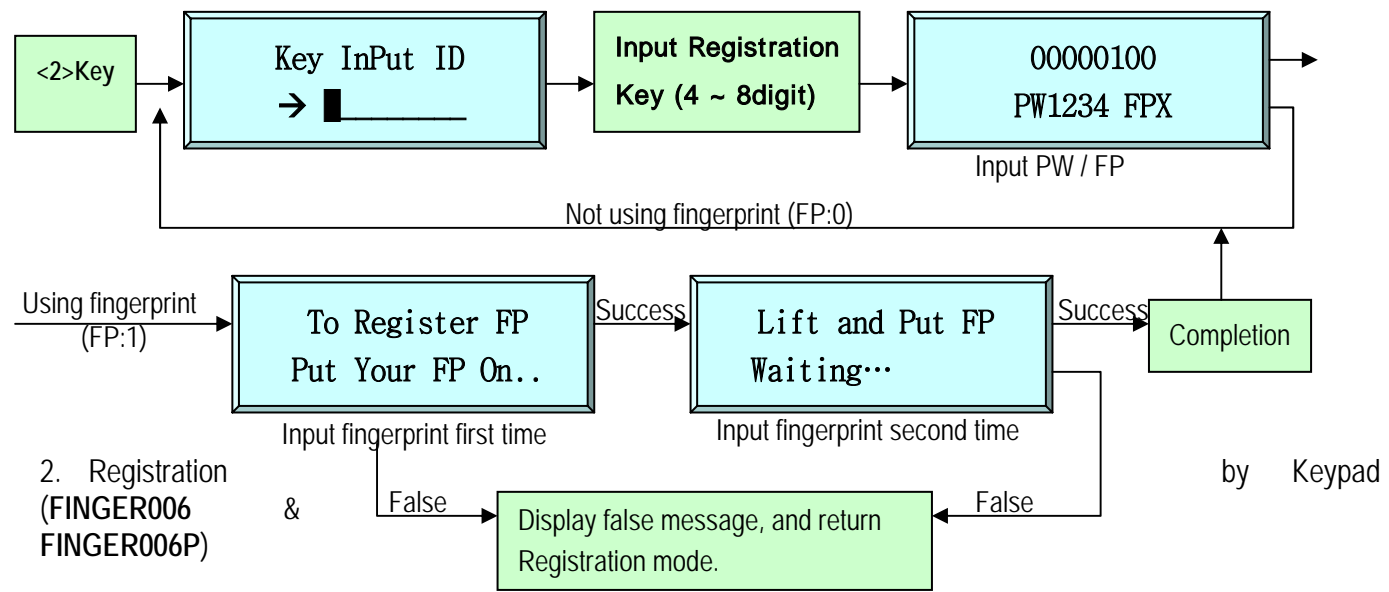 <2>Key
Key InPut ID
→ _______
Input Registration
Key (4 ~ 8digit)
00000100
PW1234 FPX
Input PW / FP
Not using fingerprint (FP:0)
Using fingerprint
(FP:1)
To Register FP
Put Your FP On..
Success
Lift and Put FP
Waiting…
Success
Completion
Input fingerprint first time
Input fingerprint second time
2. Registration by Keypad
(FINGER006 &
FINGER006P)
False
False
Display false message, and return
Registration mode.